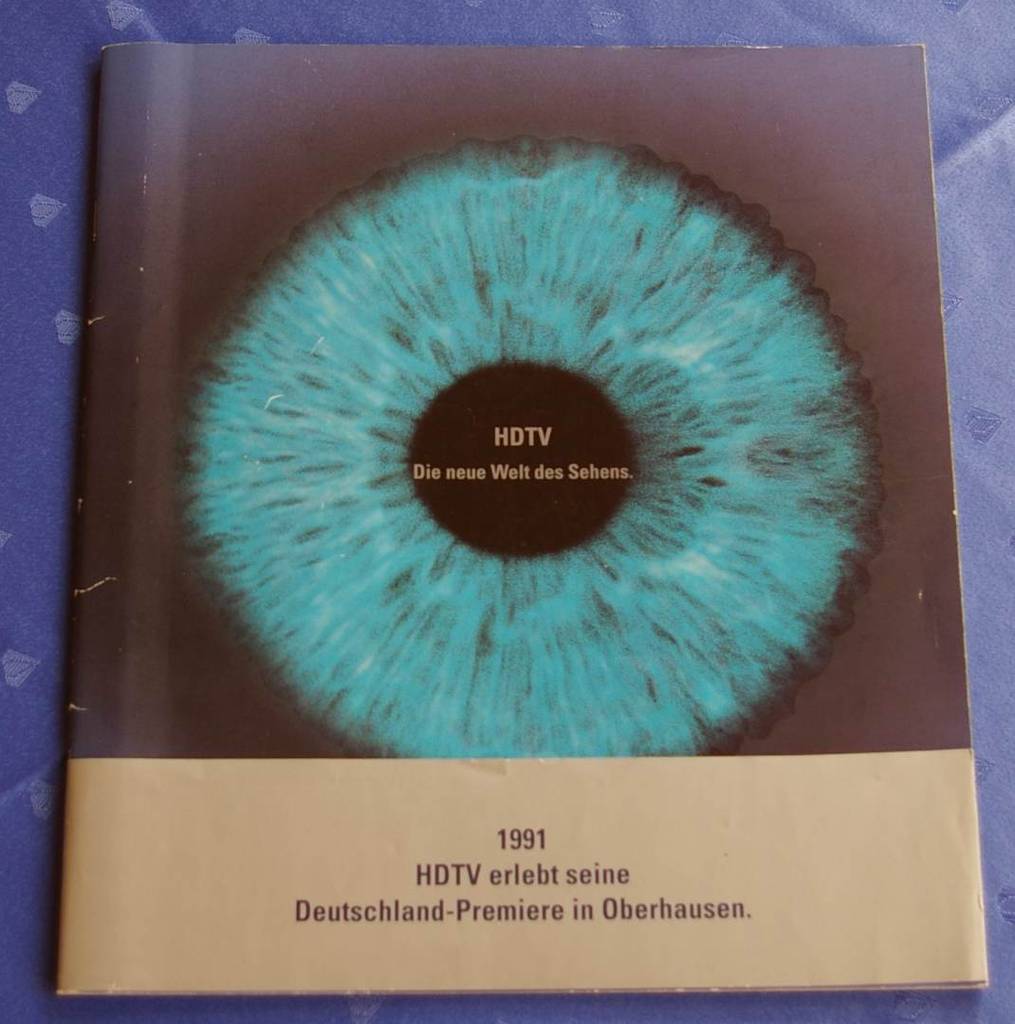 HDTV
Die neue Welt des Sehens.
1991
HDTV erlebt seine
Deutschland-Premiere in Oberhausen.